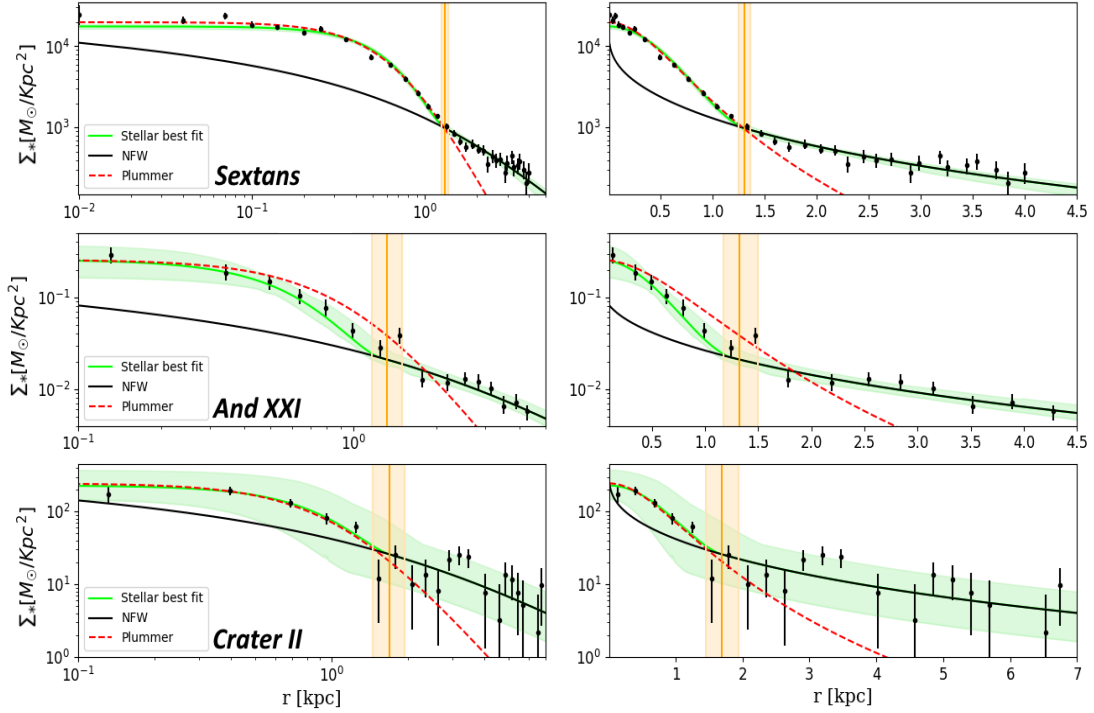 Σ∗[M⊙/Kpc²]
10⁴
10³
Stellar best fit
NFW
Plummer
Sextans
10⁻² 10⁻¹ 10⁰
0.5 1.0 1.5 2.0 2.5 3.0 3.5 4.0 4.5
Σ∗[M⊙/Kpc²]
10⁻¹
10⁻²
Stellar best fit
NFW
Plummer
And XXI
10⁻¹ 10⁰
0.5 1.0 1.5 2.0 2.5 3.0 3.5 4.0 4.5
Σ∗[M⊙/Kpc²]
10²
10¹
10⁰
Stellar best fit
NFW
Plummer
Crater II
10⁻¹ 10⁰
1 2 3 4 5 6 7
r [kpc] r [kpc]